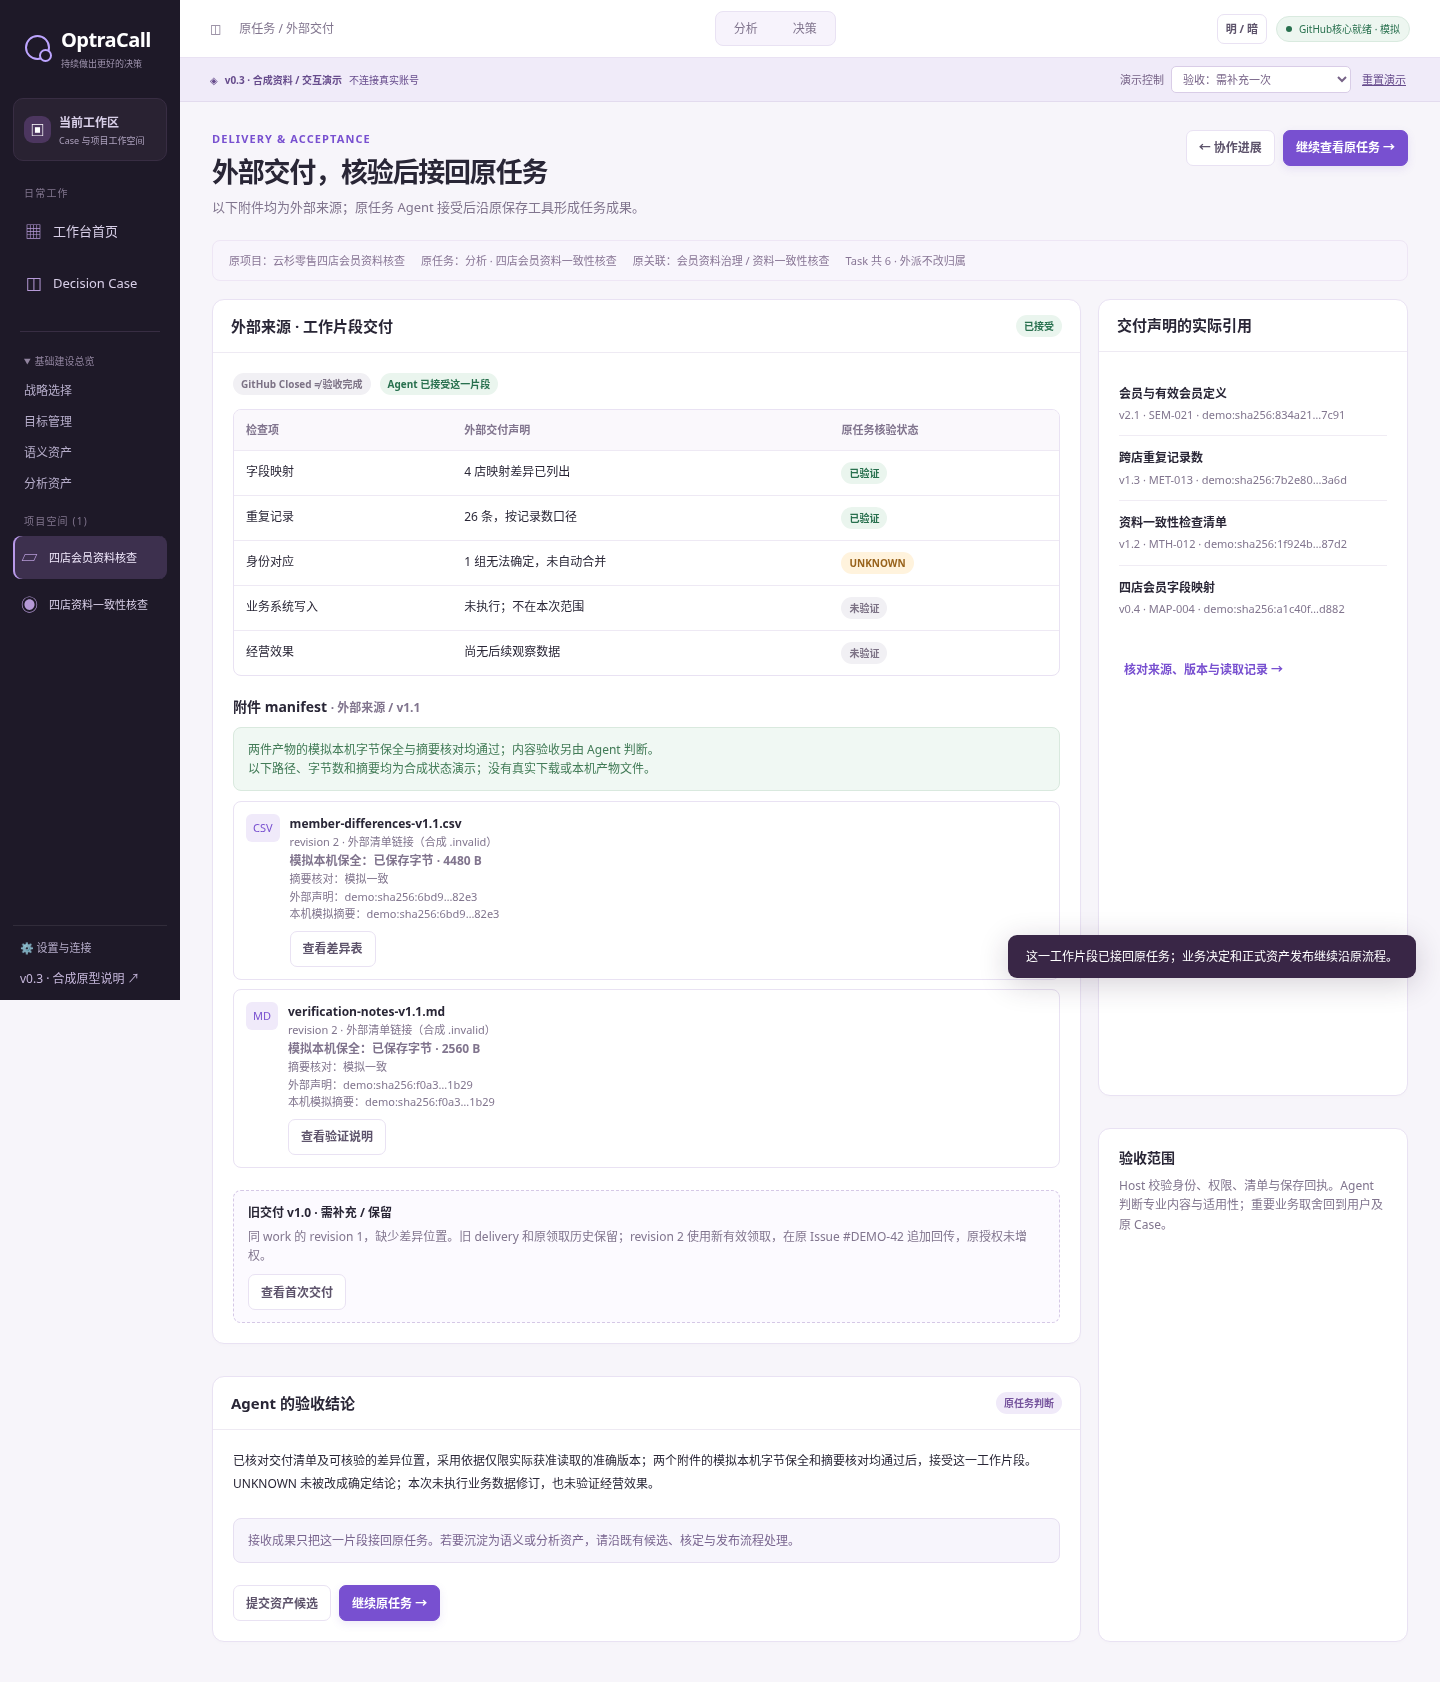 OptraCall
持续做出更好的决策
当前工作区
Case 与项目工作空间
日常工作
工作台首页
Decision Case
▾ 基础建设总览
战略选择
目标管理
语义资产
分析资产
项目空间 (1)
四店会员资料核查
四店资料一致性核查
⚙️ 设置与连接
v0.3 · 合成原型说明 ↗
原任务 / 外部交付
分析 决策
明 / 暗
GitHub核心就绪 · 模拟
◈ v0.3 · 合成资料 / 交互演示 不连接真实账号
演示控制 验收：需补充一次 重置演示
DELIVERY & ACCEPTANCE
外部交付，核验后接回原任务
以下附件均为外部来源；原任务 Agent 接受后沿原保存工具形成任务成果。
← 协作进展
继续查看原任务 →
原项目：云杉零售四店会员资料核查 原任务：分析 · 四店会员资料一致性核查 原关联：会员资料治理 / 资料一致性核查 Task 共 6 · 外派不改归属
外部来源 · 工作片段交付
已接受
GitHub Closed ≠ 验收完成
Agent 已接受这一片段
检查项 外部交付声明 原任务核验状态
字段映射 4 店映射差异已列出 已验证
重复记录 26 条，按记录数口径 已验证
身份对应 1 组无法确定，未自动合并 UNKNOWN
业务系统写入 未执行；不在本次范围 未验证
经营效果 尚无后续观察数据 未验证
附件 manifest · 外部来源 / v1.1
两件产物的模拟本机字节保全与摘要核对均通过；内容验收另由 Agent 判断。
以下路径、字节数和摘要均为合成状态演示；没有真实下载或本机产物文件。
CSV
member-differences-v1.1.csv
revision 2 · 外部清单链接（合成 .invalid）
模拟本机保全：已保存字节 · 4480 B
摘要核对：模拟一致
外部声明：demo:sha256:6bd9…82e3
本机模拟摘要：demo:sha256:6bd9…82e3
查看差异表
MD
verification-notes-v1.1.md
revision 2 · 外部清单链接（合成 .invalid）
模拟本机保全：已保存字节 · 2560 B
摘要核对：模拟一致
外部声明：demo:sha256:f0a3…1b29
本机模拟摘要：demo:sha256:f0a3…1b29
查看验证说明
旧交付 v1.0 · 需补充 / 保留
同 work 的 revision 1，缺少差异位置。旧 delivery 和原领取历史保留；revision 2 使用新有效领取，在原 Issue #DEMO-42 追加回传，原授权未增
权。
查看首次交付
交付声明的实际引用
会员与有效会员定义
v2.1 · SEM-021 · demo:sha256:834a21…7c91
跨店重复记录数
v1.3 · MET-013 · demo:sha256:7b2e80…3a6d
资料一致性检查清单
v1.2 · MTH-012 · demo:sha256:1f924b…87d2
四店会员字段映射
v0.4 · MAP-004 · demo:sha256:a1c40f…d882
核对来源、版本与读取记录 →
这一工作片段已接回原任务；业务决定和正式资产发布继续沿原流程。
验收范围
Host 校验身份、权限、清单与保存回执。Agent
判断专业内容与适用性；重要业务取舍回到用户及
原 Case。
Agent 的验收结论
原任务判断
已核对交付清单及可核验的差异位置，采用依据仅限实际获准读取的准确版本；两个附件的模拟本机字节保全和摘要核对均通过后，接受这一工作片段。
UNKNOWN 未被改成确定结论；本次未执行业务数据修订，也未验证经营效果。
接收成果只把这一片段接回原任务。若要沉淀为语义或分析资产，请沿既有候选、核定与发布流程处理。
提交资产候选
继续原任务 →